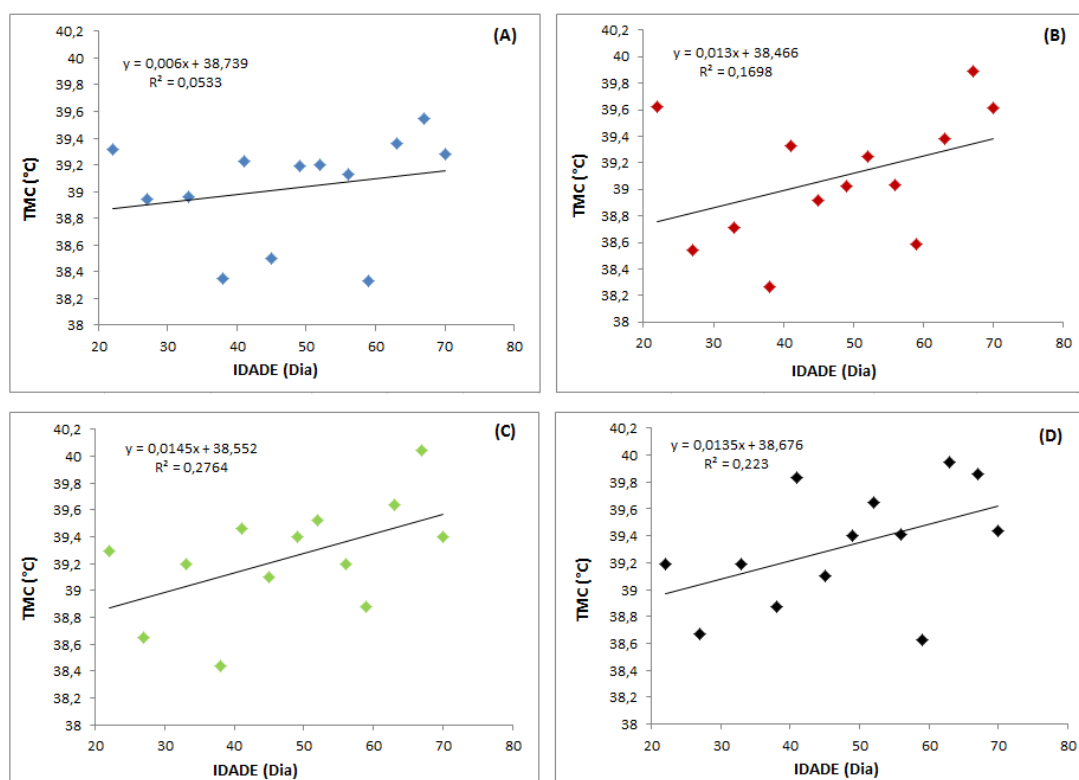 (A)
y = 0,006x + 38,739
R² = 0,0533
TMC (°C)
40,2
40
39,8
39,6
39,4
39,2
39
38,8
38,6
38,4
38,2
38
20 30 40 50 60 70 80
IDADE (Dia)
(B)
y = 0,013x + 38,466
R² = 0,1698
TMC (°C)
40,2
40
39,8
39,6
39,4
39,2
39
38,8
38,6
38,4
38,2
38
20 30 40 50 60 70 80
IDADE (Dia)
(C)
y = 0,0145x + 38,552
R² = 0,2764
TMC (°C)
40,2
40
39,8
39,6
39,4
39,2
39
38,8
38,6
38,4
38,2
38
20 30 40 50 60 70 80
IDADE (Dia)
(D)
y = 0,0135x + 38,676
R² = 0,223
TMC (°C)
40,2
40
39,8
39,6
39,4
39,2
39
38,8
38,6
38,4
38,2
38
20 30 40 50 60 70 80
IDADE (Dia)